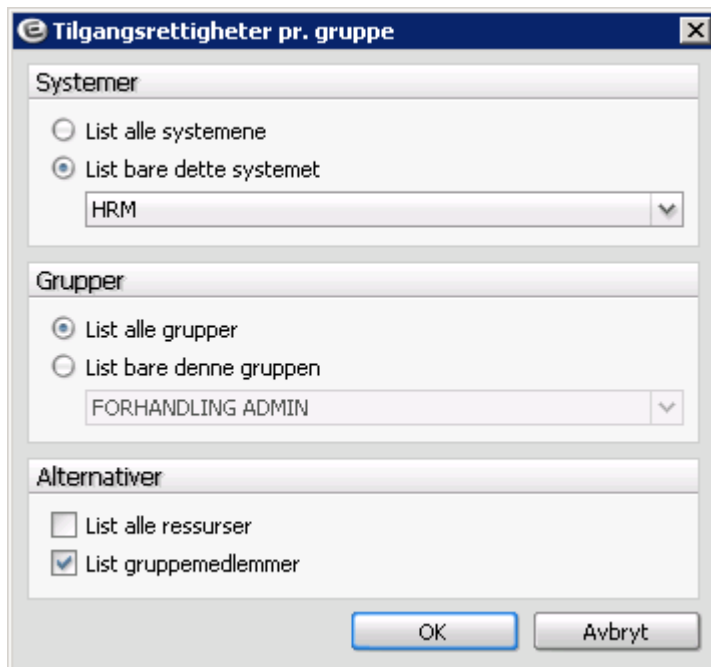 Tilgangsrettigheter pr. gruppe
Systemer
List alle systemene
List bare dette systemet
HRM
Grupper
List alle grupper
List bare denne gruppen
FORHANDLING ADMIN
Alternativer
List alle ressurser
List gruppemedlemmer
OK Avbryt